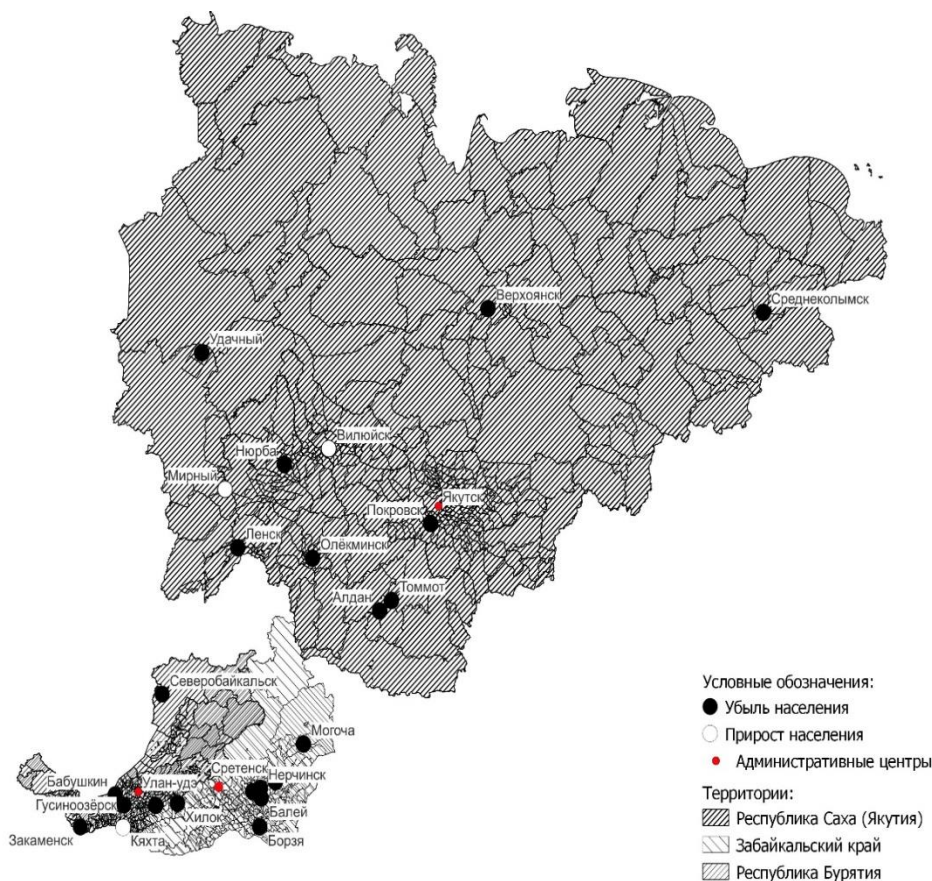 Верхоянск
Среднеколымск
Удачный
Вилюйск
Нюрба
Мирный
Якутск
Покровск
Ленск
Олёкминск
Томмот
Алдан
Северобайкальск
Могоча
Сретенск
Нерчинск
Бабушкин
Улан-удэ
Гусиноозёрск
Хилок
Балей
Закаменск
Кяхта
Борзя
Условные обозначения:
Убыль населения
Прирост населения
Административные центры
Территории:
Республика Саха (Якутия)
Забайкальский край
Республика Бурятия